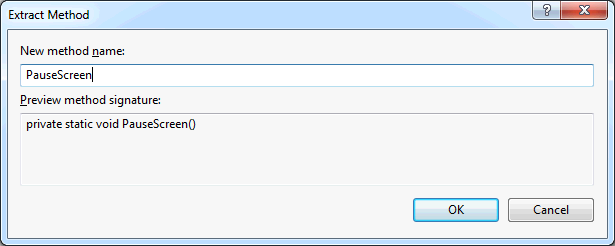 Extract Method
New method name:
PauseScreen
Preview method signature:
private static void PauseScreen()
OK Cancel